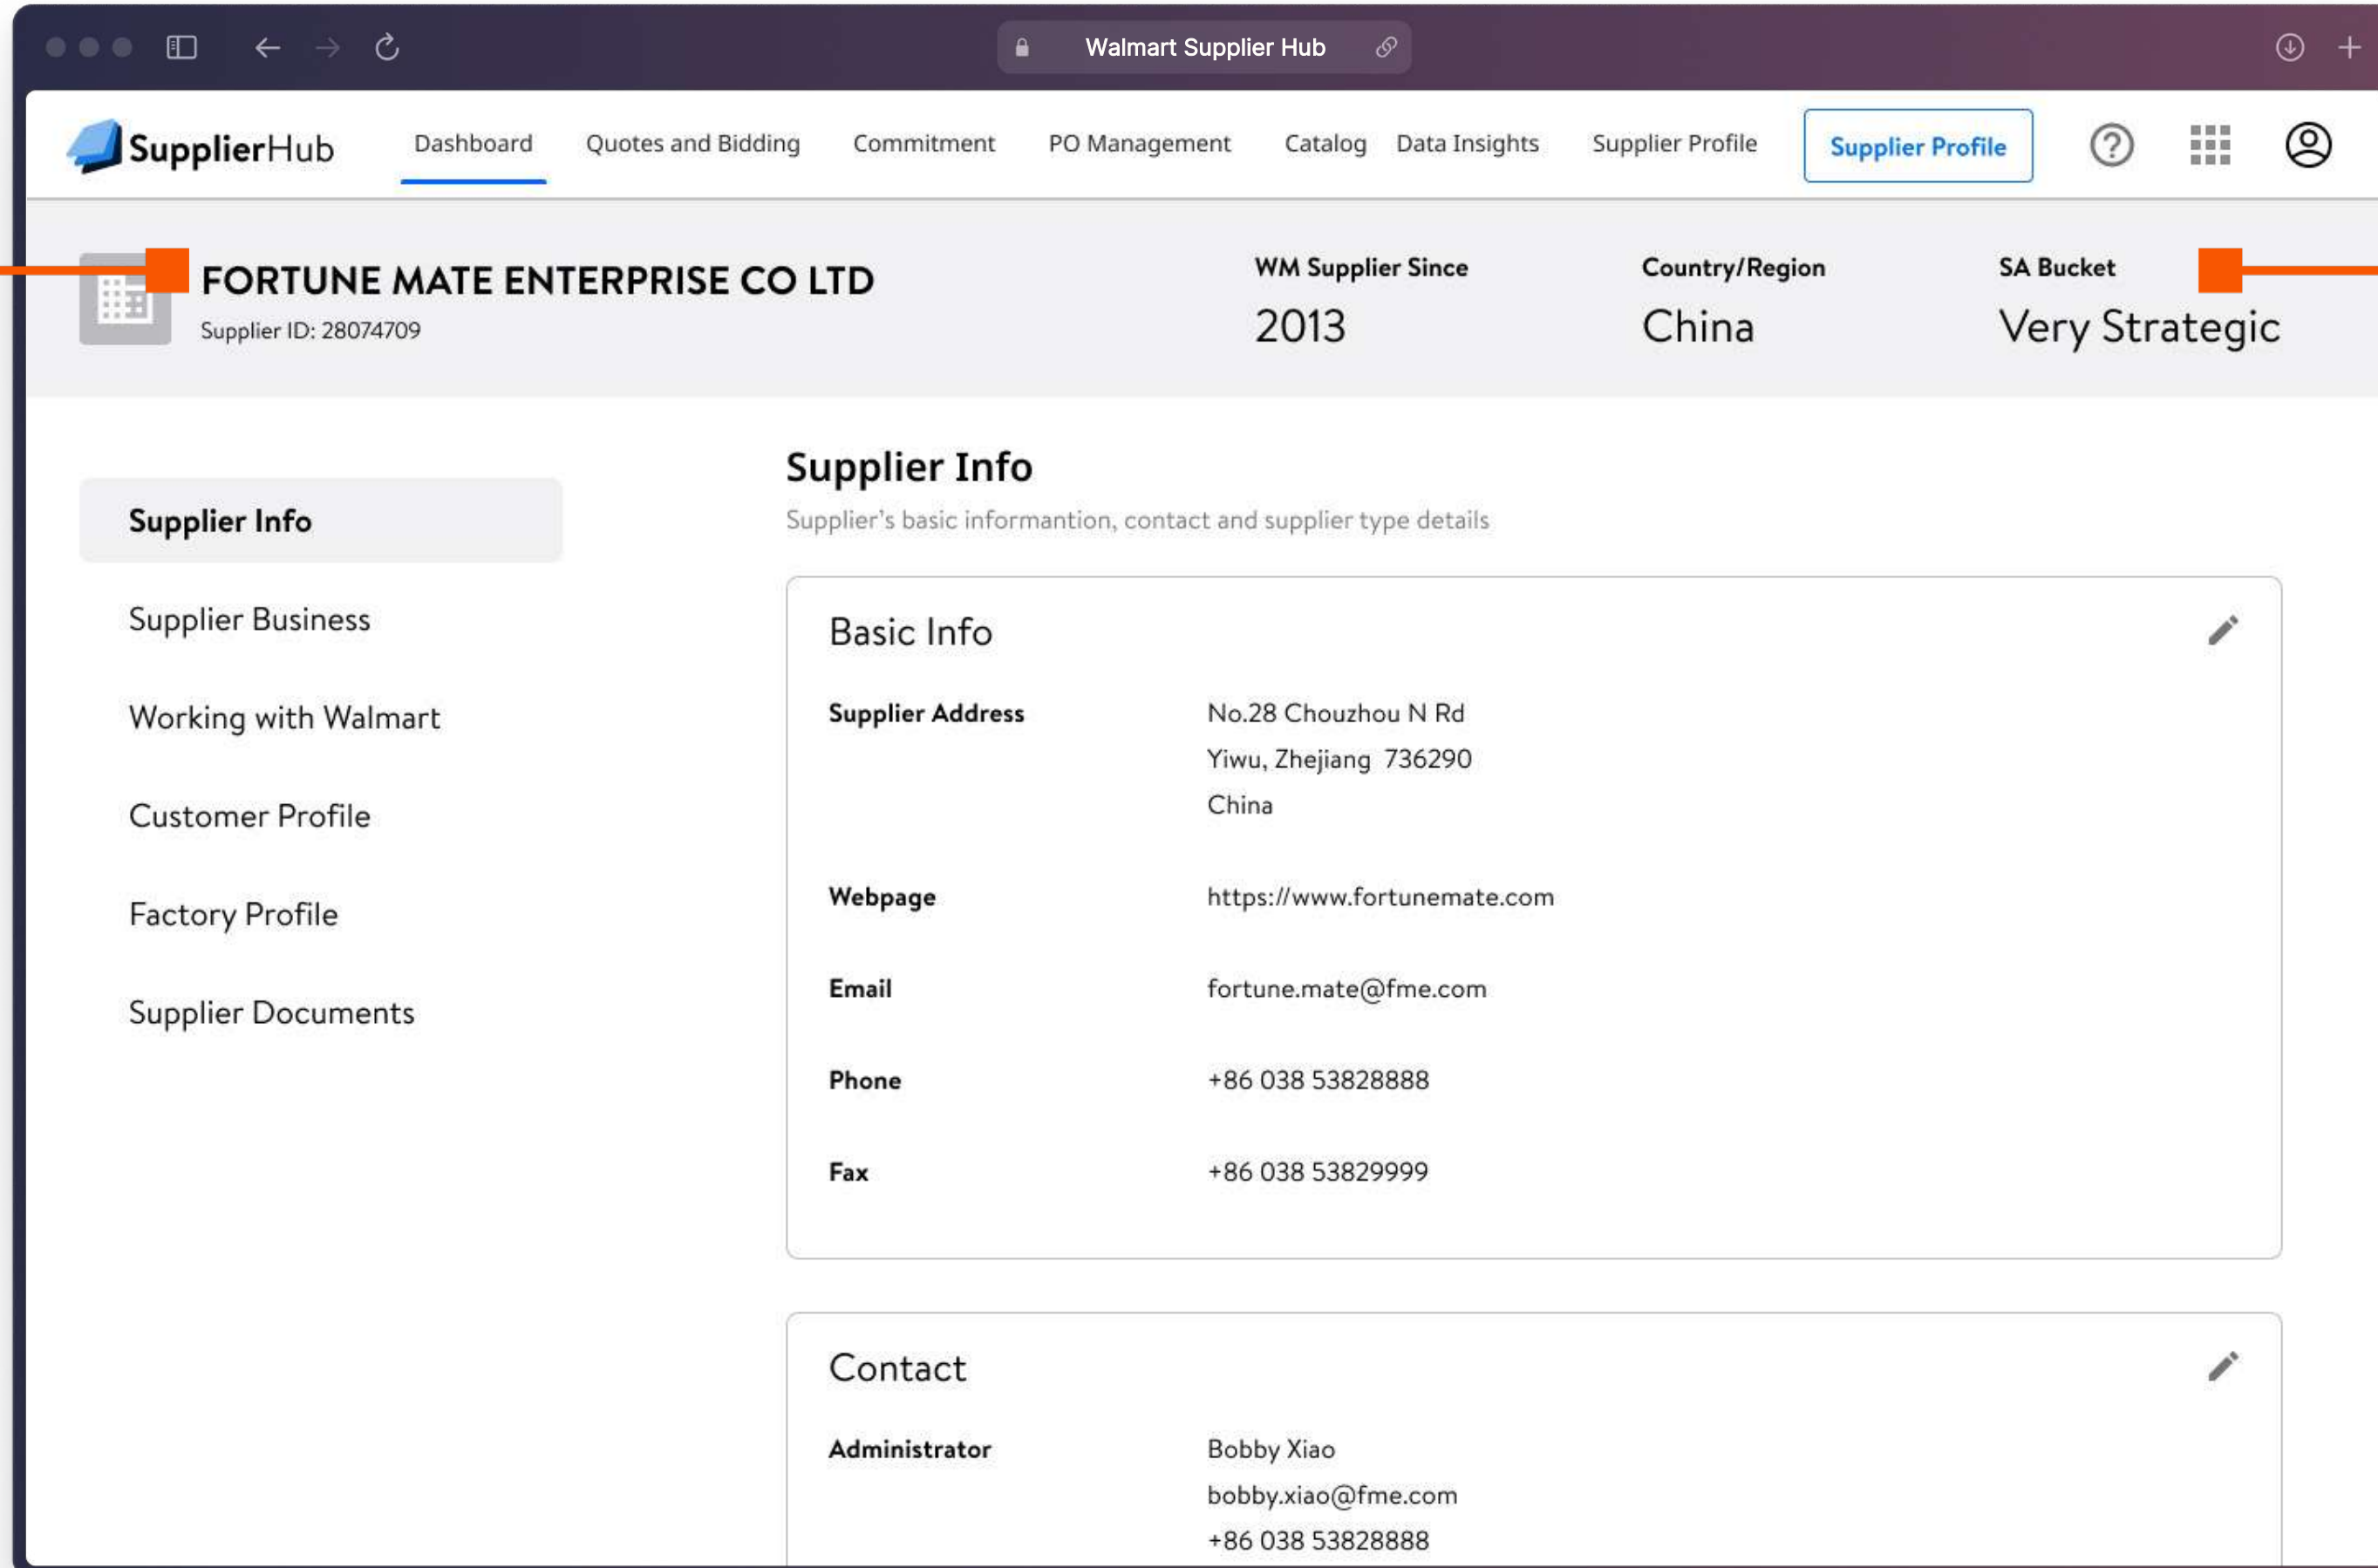 Walmart Supplier Hub
SupplierHub
Dashboard
Quotes and Bidding
Commitment
PO Management
Catalog
Data Insights
Supplier Profile
Supplier Profile
FORTUNE MATE ENTERPRISE CO LTD
Supplier ID: 28074709
WM Supplier Since
2013
Country/Region
China
SA Bucket
Very Strategic
Supplier Info
Supplier Business
Working with Walmart
Customer Profile
Factory Profile
Supplier Documents
Supplier Info
Supplier's basic informantion, contact and supplier type details
Basic Info
Supplier Address
No.28 Chouzhou N Rd
Yiwu, Zhejiang 736290
China
Webpage
https://www.fortunemate.com
Email
fortune.mate@fme.com
Phone
+86 038 53828888
Fax
+86 038 53829999
Contact
Administrator
Bobby Xiao
bobby.xiao@fme.com
+86 038 53828888